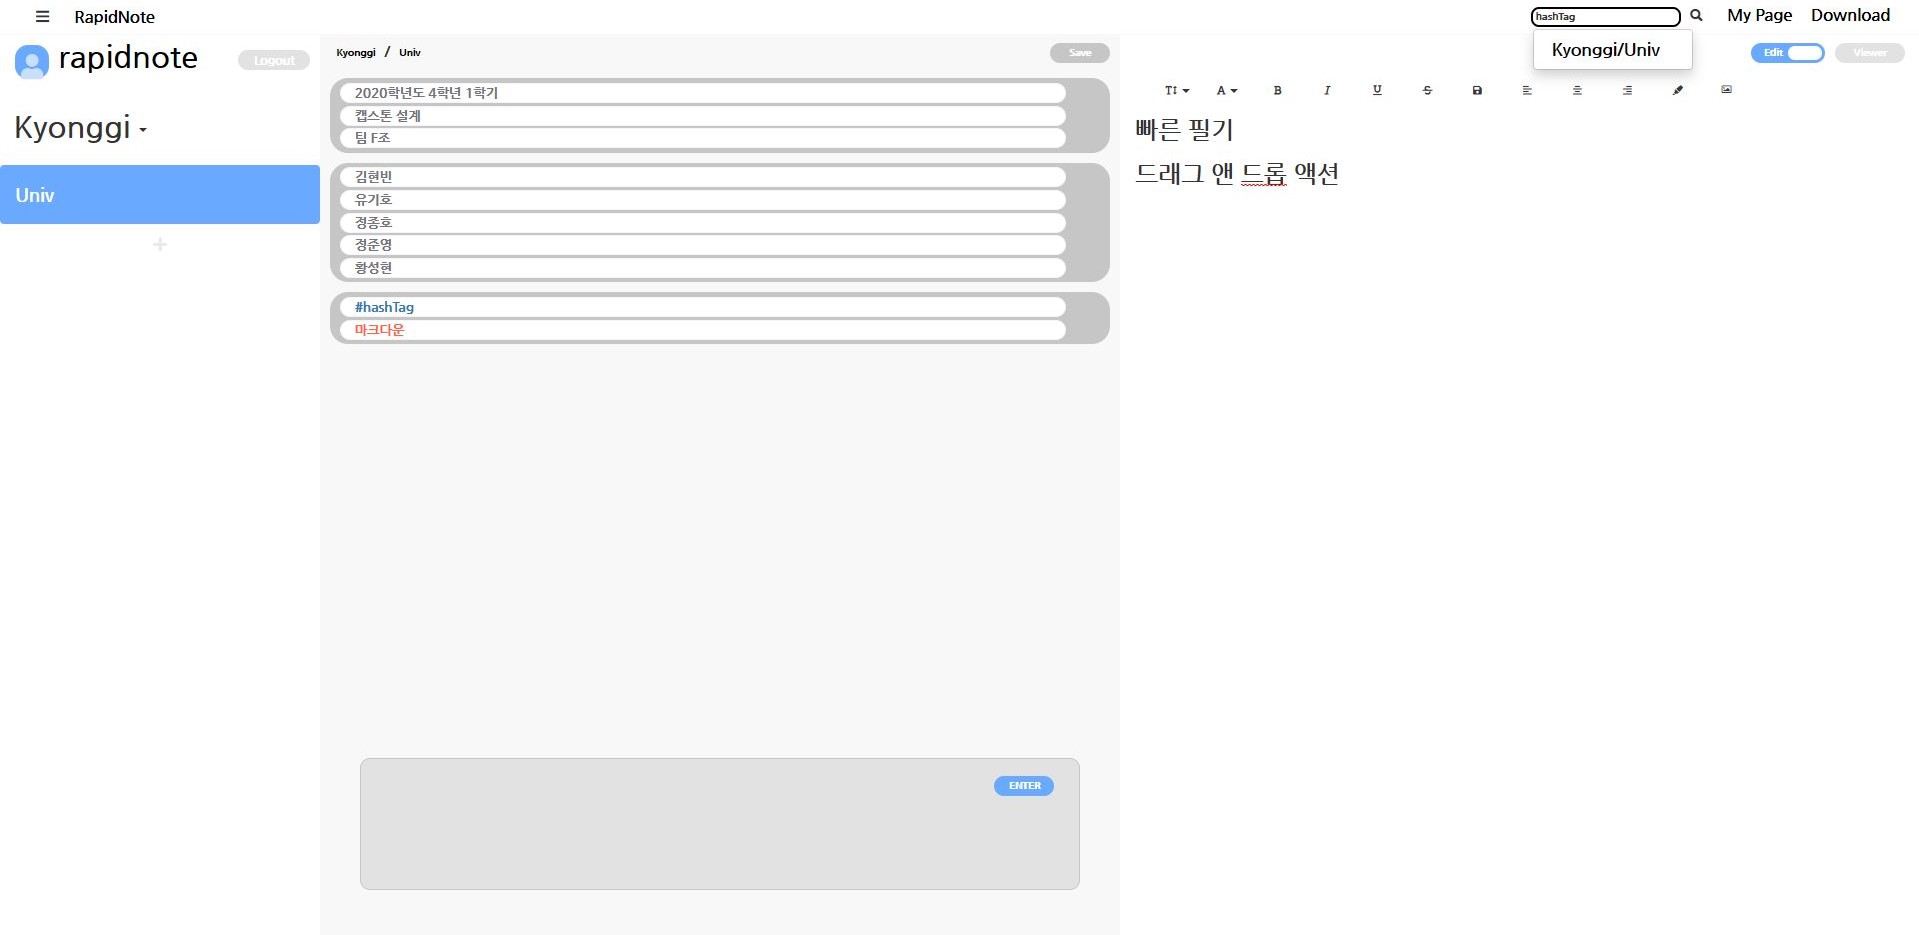 RapidNote
hashTag
My Page
Download
Kyonggi/Univ
rapidnote
Logout
Kyonggi
Univ
Kyonggi / Univ
Save
2020학년도 4학년 1학기
캡스톤 설계
팀 F조
김현빈
유기호
정종호
정준영
황성현
#hashTag
마크다운
ENTER
Edit
Viewer
빠른 필기
드래그 앤 드롭 액션